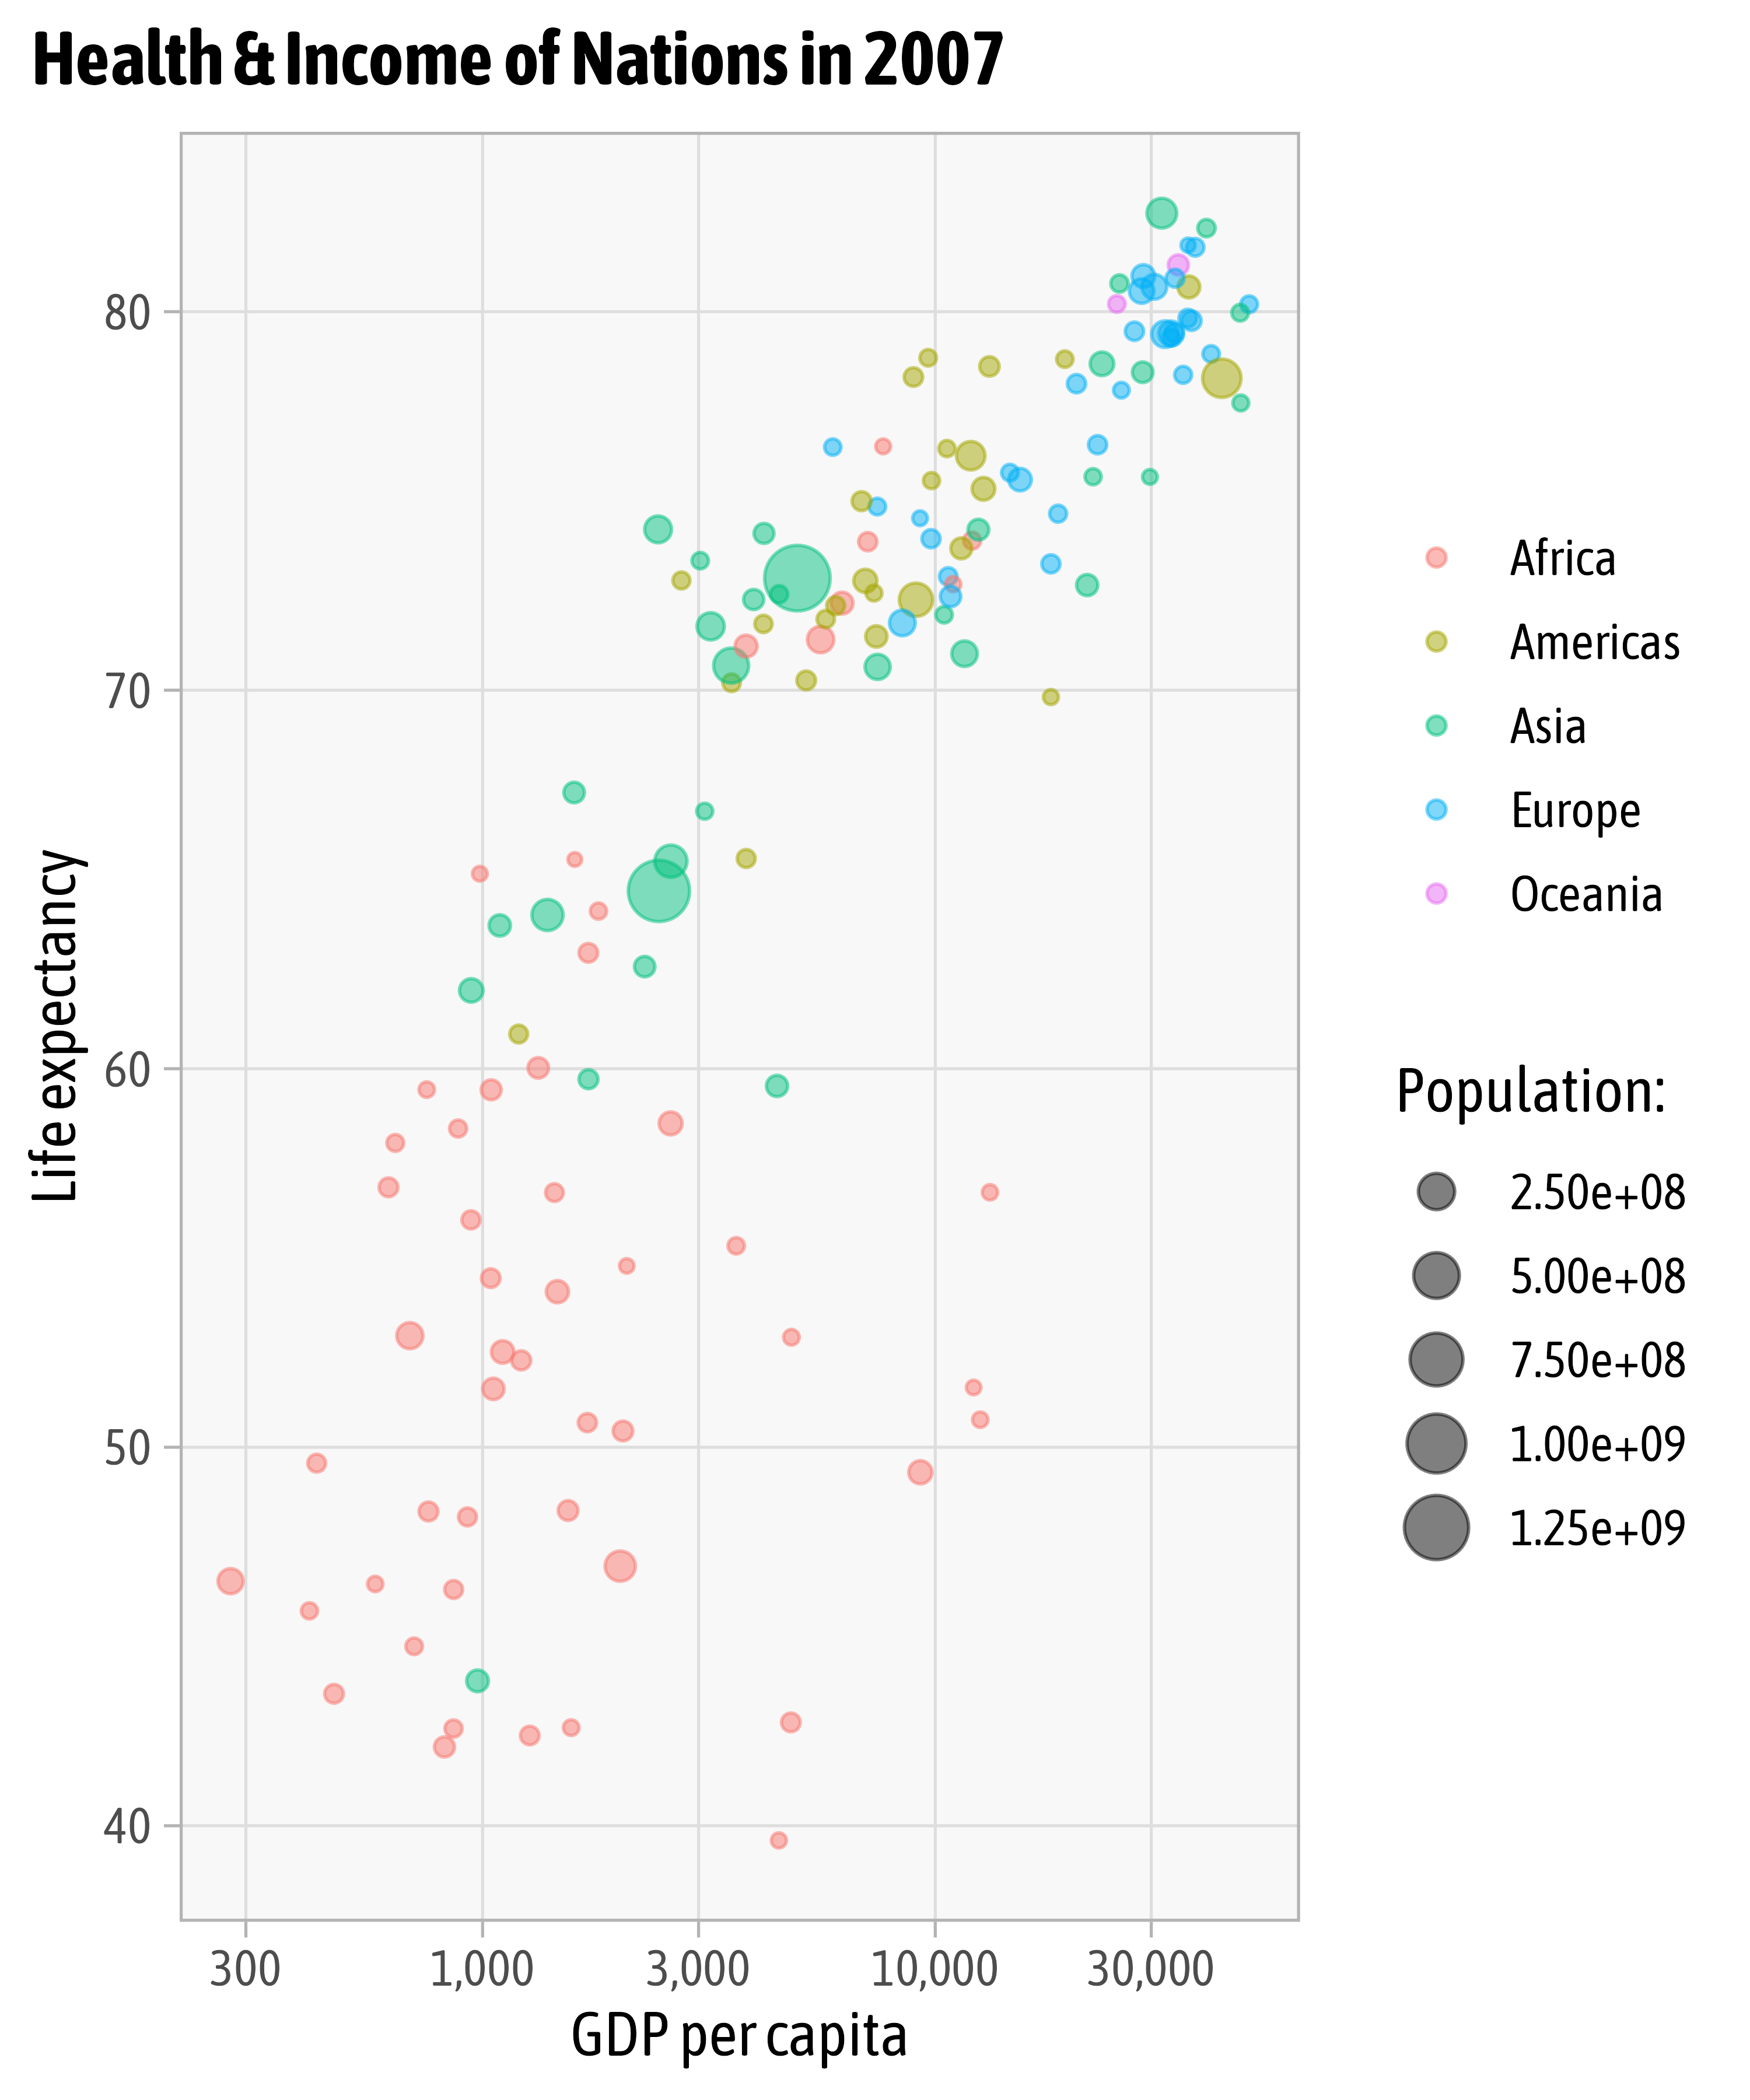 Health & Income of Nations in 2007
Life expectancy
80
70
60
50
40
300
1,000
3,000
10,000
30,000
GDP per capita
Africa
Americas
Asia
Europe
Oceania
Population:
2.50e+08
5.00e+08
7.50e+08
1.00e+09
1.25e+09